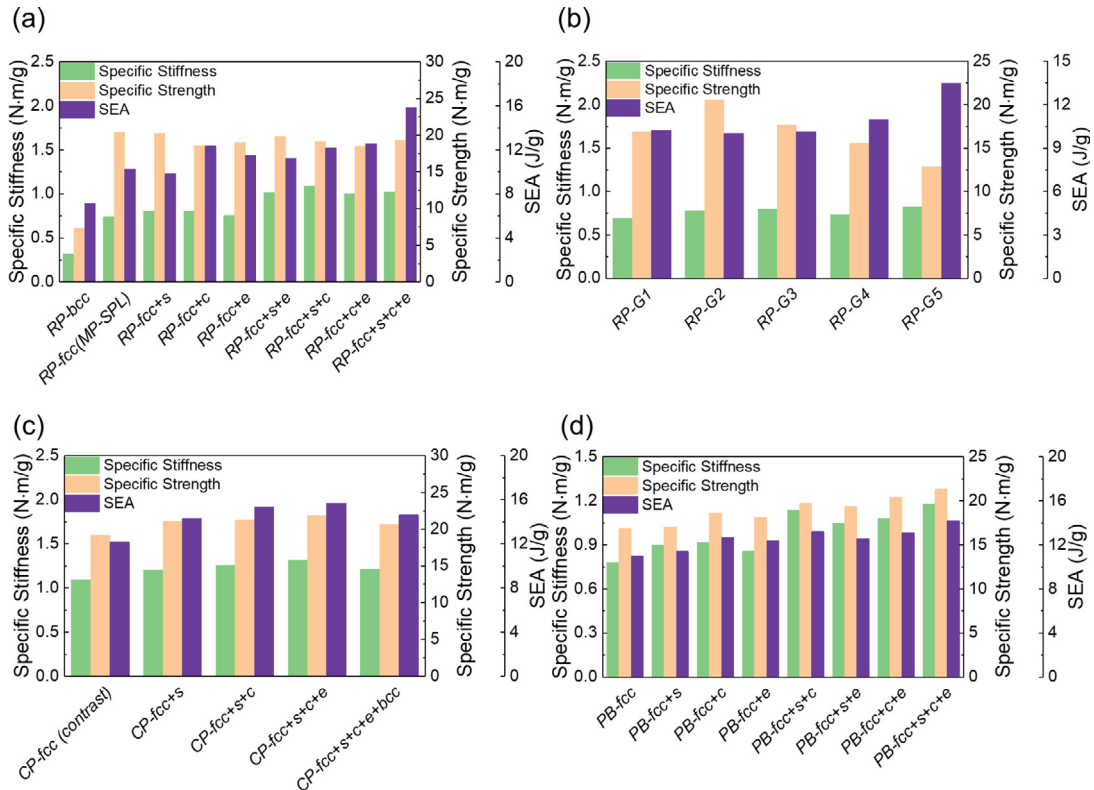 (a)
Specific Stiffness (N·m/g)
2.5
2.0
1.5
1.0
0.5
0.0
Specific Stiffness
Specific Strength
SEA
30
25
20
15
10
5
0
Specific Strength (N·m/g)
20
16
12
8
4
0
SEA (J/g)
RP-bcc
RP-fcc(MP-SPL)
RP-fcc+s
RP-fcc+c
RP-fcc+e
RP-fcc+s+e
RP-fcc+s+c
RP-fcc+c+e
RP-fcc+s+c+e
(b)
Specific Stiffness (N·m/g)
2.5
2.0
1.5
1.0
0.5
0.0
Specific Stiffness
Specific Strength
SEA
25
20
15
10
5
0
Specific Strength (N·m/g)
15
12
9
6
3
0
SEA (J/g)
RP-G1
RP-G2
RP-G3
RP-G4
RP-G5
(c)
Specific Stiffness (N·m/g)
2.5
2.0
1.5
1.0
0.5
0.0
Specific Stiffness
Specific Strength
SEA
30
25
20
15
10
5
0
Specific Strength (N·m/g)
20
16
12
8
4
0
SEA (J/g)
CP-fcc (contrast)
CP-fcc+s
CP-fcc+s+c
CP-fcc+s+c+e
CP-fcc+s+c+e+bcc
(d)
Specific Stiffness (N·m/g)
1.5
1.2
0.9
0.6
0.3
0.0
Specific Stiffness
Specific Strength
SEA
25
20
15
10
5
0
Specific Strength (N·m/g)
20
16
12
8
4
0
SEA (J/g)
PB-fcc
PB-fcc+s
PB-fcc+c
PB-fcc+e
PB-fcc+s+c
PB-fcc+s+e
PB-fcc+c+e
PB-fcc+s+c+e